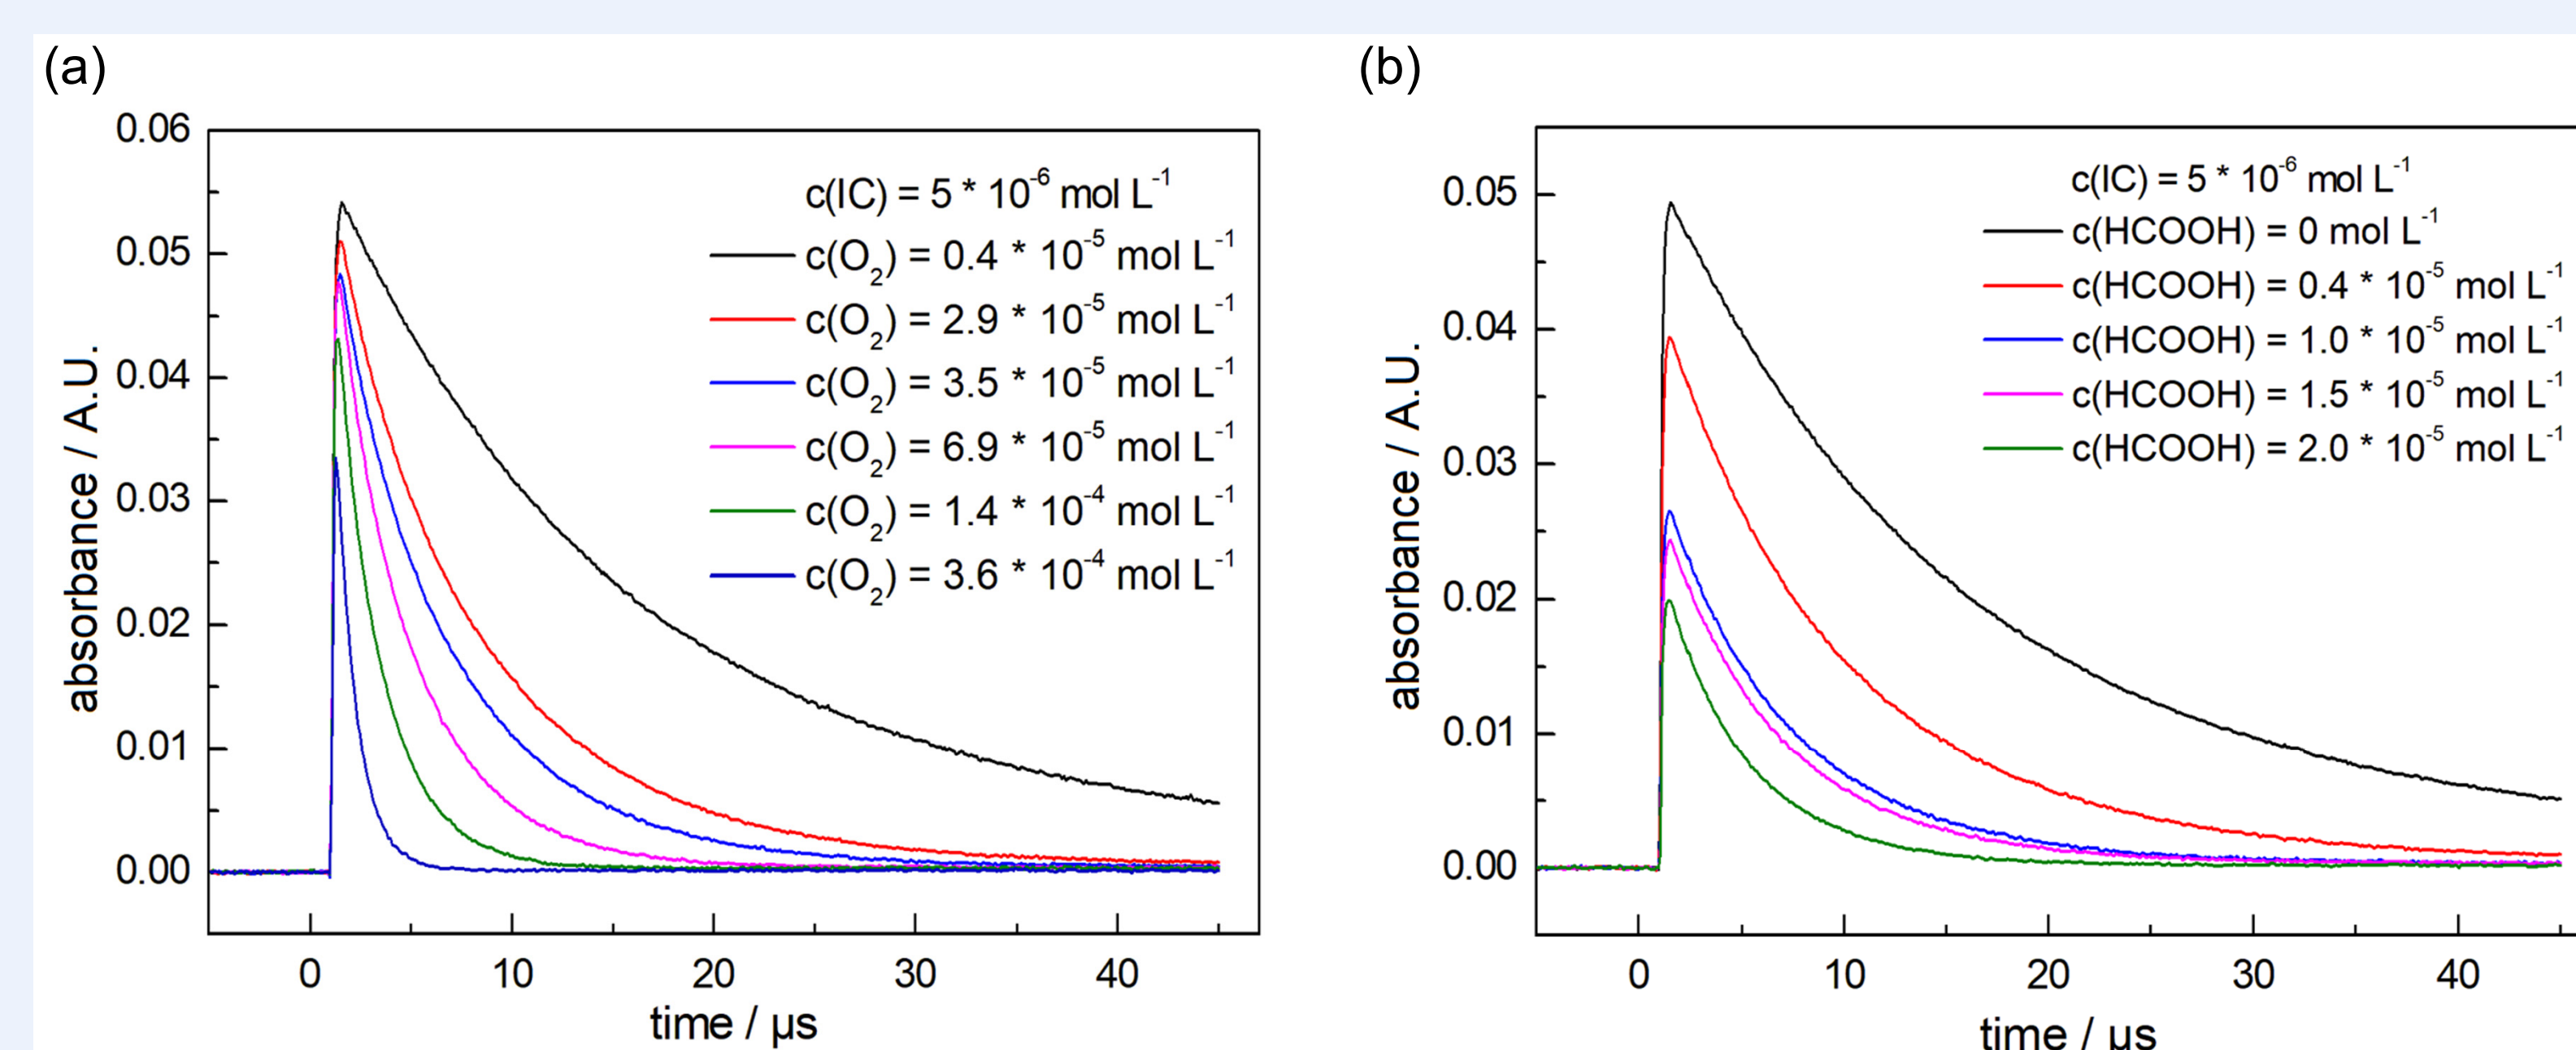 (a)
0.06
0.05
0.04
0.03
0.02
0.01
0.00
absorbance / A.U.
c(IC) = 5 * 10⁻⁶ mol L⁻¹
c(O₂) = 0.4 * 10⁻⁵ mol L⁻¹
c(O₂) = 2.9 * 10⁻⁵ mol L⁻¹
c(O₂) = 3.5 * 10⁻⁵ mol L⁻¹
c(O₂) = 6.9 * 10⁻⁵ mol L⁻¹
c(O₂) = 1.4 * 10⁻⁴ mol L⁻¹
c(O₂) = 3.6 * 10⁻⁴ mol L⁻¹
0 10 20 30 40
time / µs
(b)
0.05
0.04
0.03
0.02
0.01
0.00
absorbance / A.U.
c(IC) = 5 * 10⁻⁶ mol L⁻¹
c(HCOOH) = 0 mol L⁻¹
c(HCOOH) = 0.4 * 10⁻⁵ mol L⁻¹
c(HCOOH) = 1.0 * 10⁻⁵ mol L⁻¹
c(HCOOH) = 1.5 * 10⁻⁵ mol L⁻¹
c(HCOOH) = 2.0 * 10⁻⁵ mol L⁻¹
0 10 20 30 40
time / µs